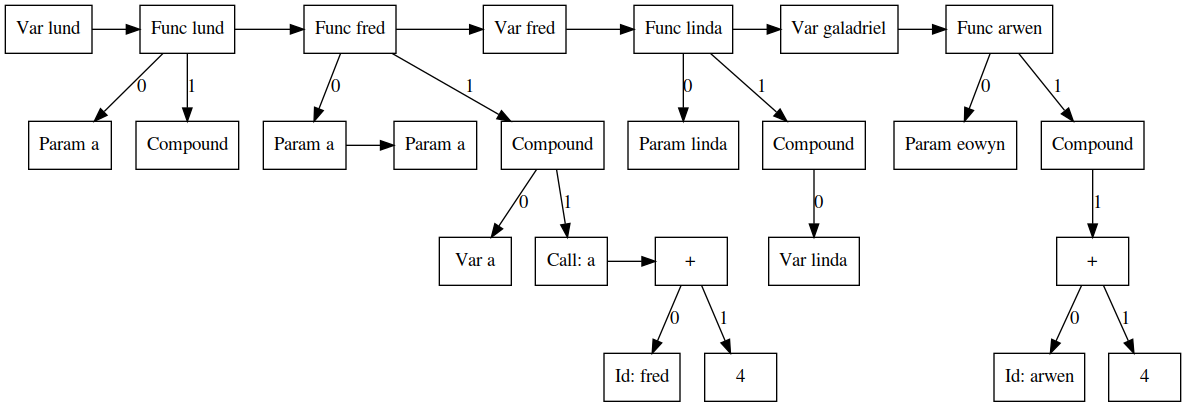 Var lund
Func lund
Func fred
Var fred
Func linda
Var galadriel
Func arwen
0
1
0
1
0
1
0
1
Param a
Compound
Param a
Param a
Compound
Param linda
Compound
Param eowyn
Compound
0
1
0
1
Var a
Call: a
+
Var linda
+
0
1
0
1
Id: fred
4
Id: arwen
4